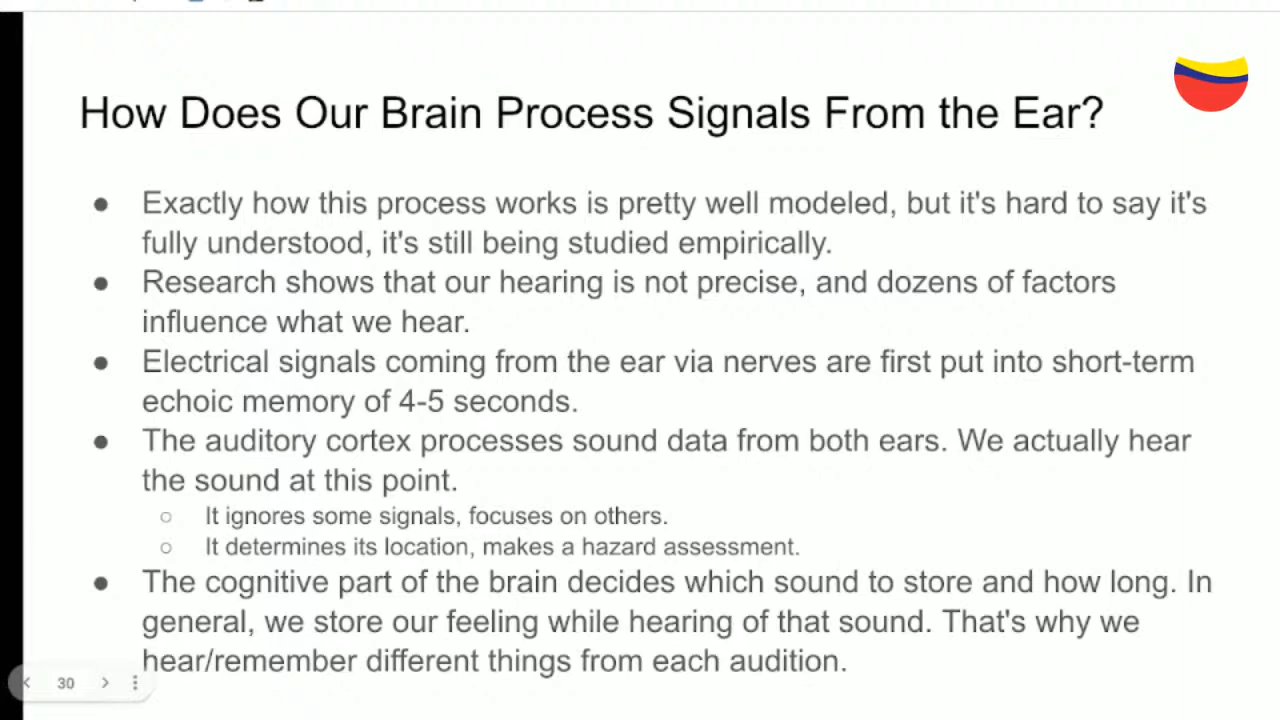 How Does Our Brain Process Signals From the Ear?
● Exactly how this process works is pretty well modeled, but it's hard to say it's
fully understood, it's still being studied empirically.
● Research shows that our hearing is not precise, and dozens of factors
influence what we hear.
● Electrical signals coming from the ear via nerves are first put into short-term
echoic memory of 4-5 seconds.
● The auditory cortex processes sound data from both ears. We actually hear
the sound at this point.
○ It ignores some signals, focuses on others.
○ It determines its location, makes a hazard assessment.
● The cognitive part of the brain decides which sound to store and how long. In
general, we store our feeling while hearing of that sound. That's why we
hear/remember different things from each audition.
30